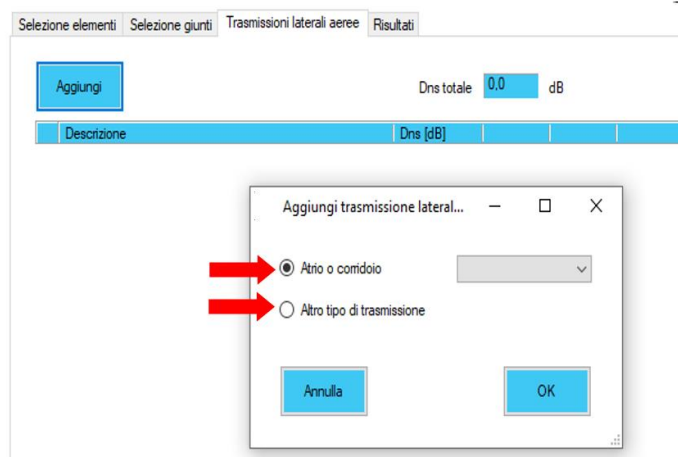 Selezione elementi Selezione giunti Trasmissioni laterali aeree Risultati
Aggiungi Dns totale 0,0 dB
Descrizione Dns [dB]
Aggiungi trasmissione lateral...
Atrio o corridoio
Altro tipo di trasmissione
Annulla OK